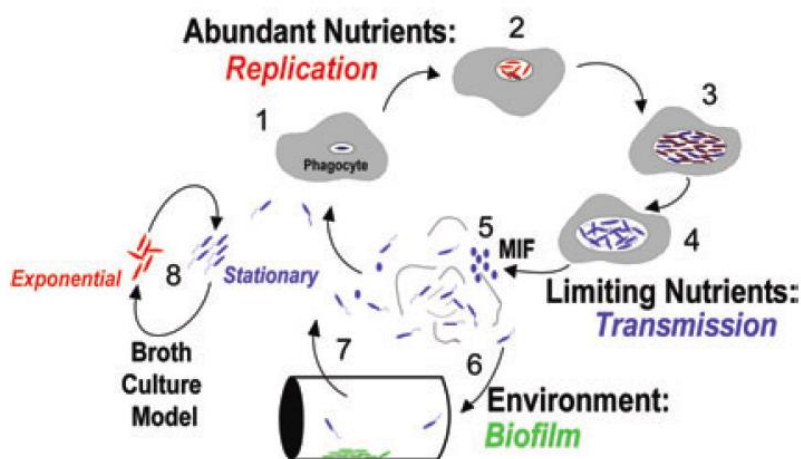 Abundant Nutrients:
Replication
2
3
1
Phagocyte
4
5
MIF
Exponential
8
Stationary
Limiting Nutrients:
Transmission
Broth
Culture
Model
7
6
Environment:
Biofilm